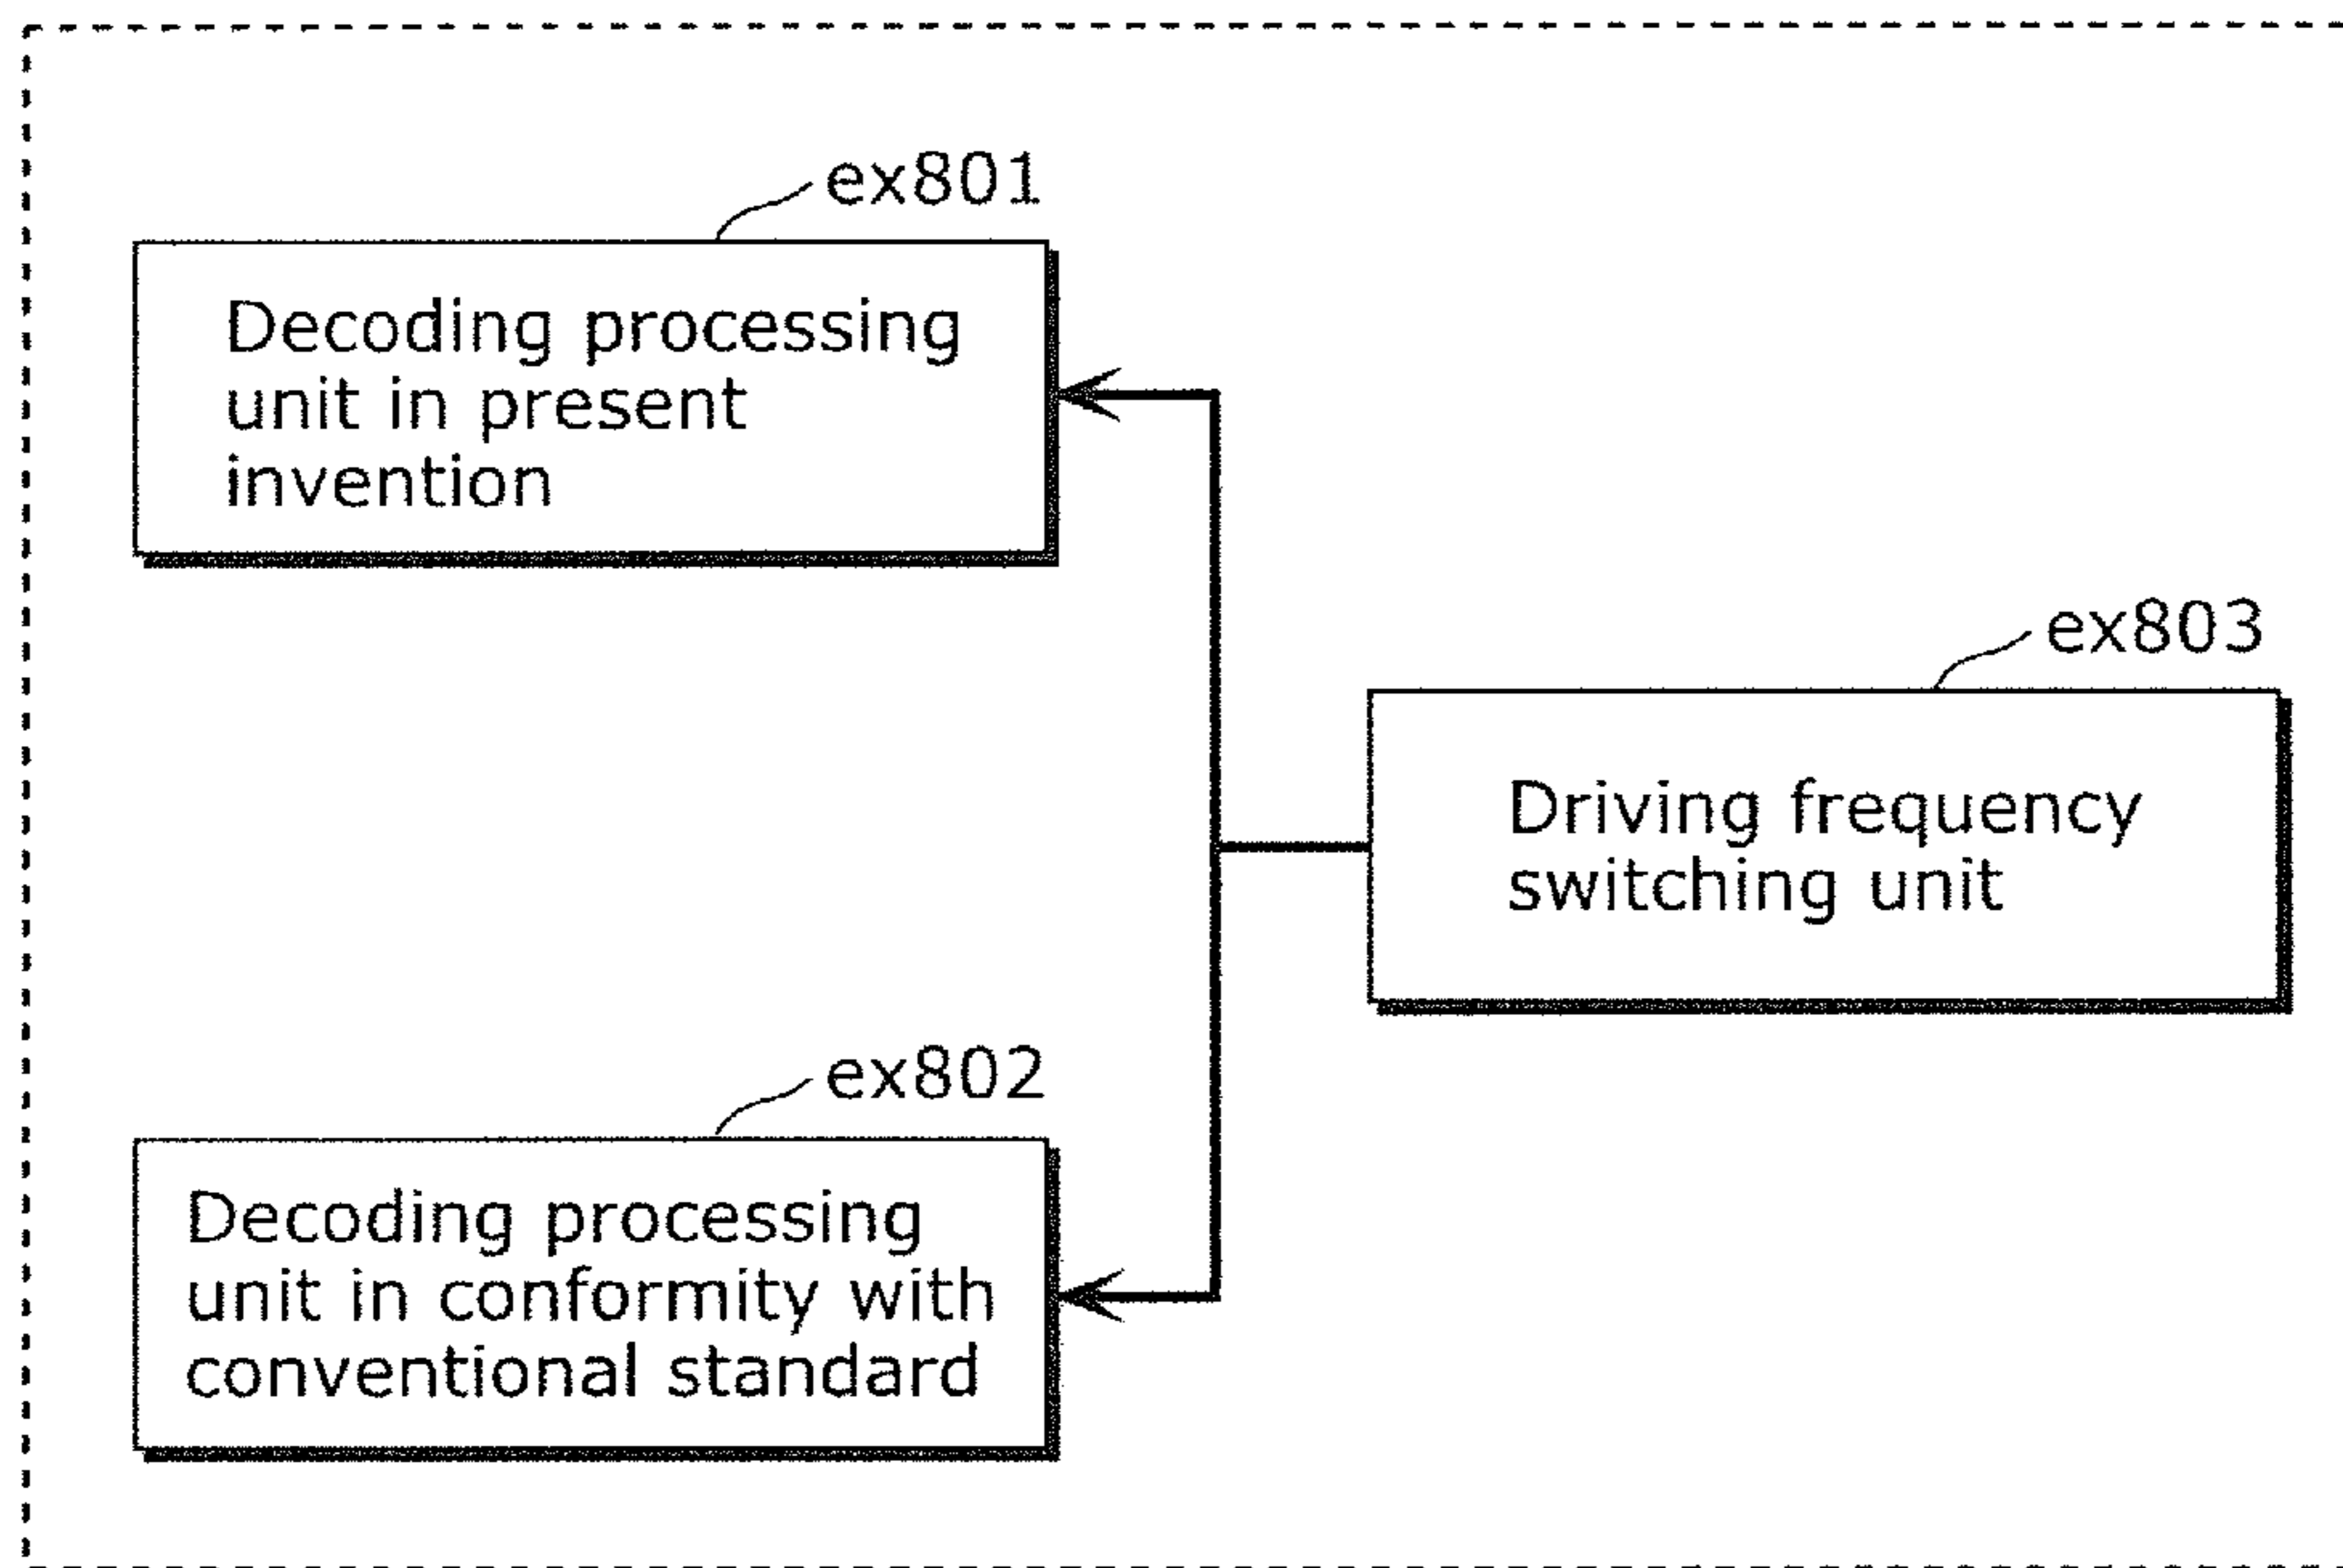 ex801
Decoding processing
unit in present
invention
ex803
Driving frequency
switching unit
ex802
Decoding processing
unit in conformity with
conventional standard